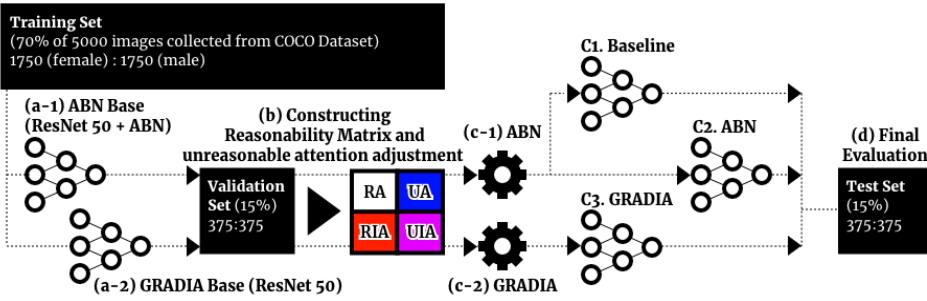 Training Set
(70% of 5000 images collected from COCO Dataset)
1750 (female) : 1750 (male)
(a-1) ABN Base
(ResNet 50 + ABN)
(b) Constructing
Reasonability Matrix and
unreasonable attention adjustment
Validation
Set (15%)
375:375
RA
UA
RIA
UIA
(a-2) GRADIA Base (ResNet 50)
(c-1) ABN
(c-2) GRADIA
C1. Baseline
C2. ABN
C3. GRADIA
(d) Final
Evaluation
Test Set
(15%)
375:375